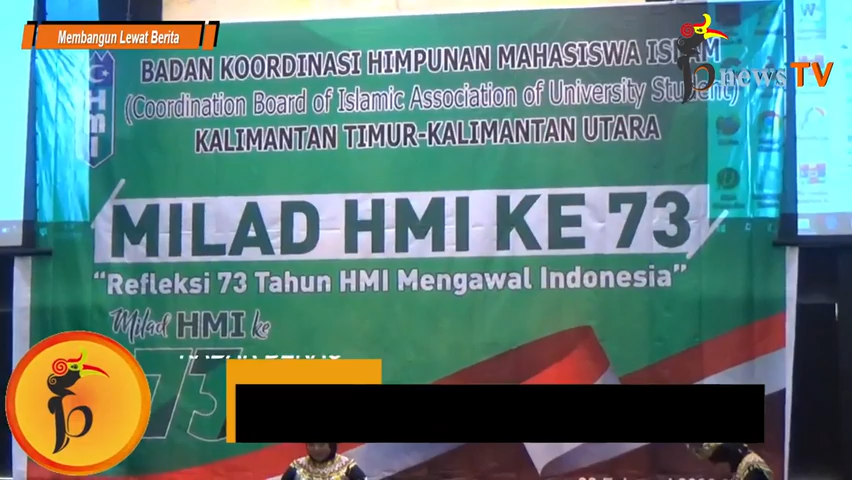 Membangun Lewat Berita
newsTV
HMI
BADAN KOORDINASI HIMPUNAN MAHASISWA ISLAM
(Coordination Board of Islamic Association of University Student)
KALIMANTAN TIMUR-KALIMANTAN UTARA
MILAD HMI KE 73
“Refleksi 73 Tahun HMI Mengawal Indonesia”
Milad HMI ke
73